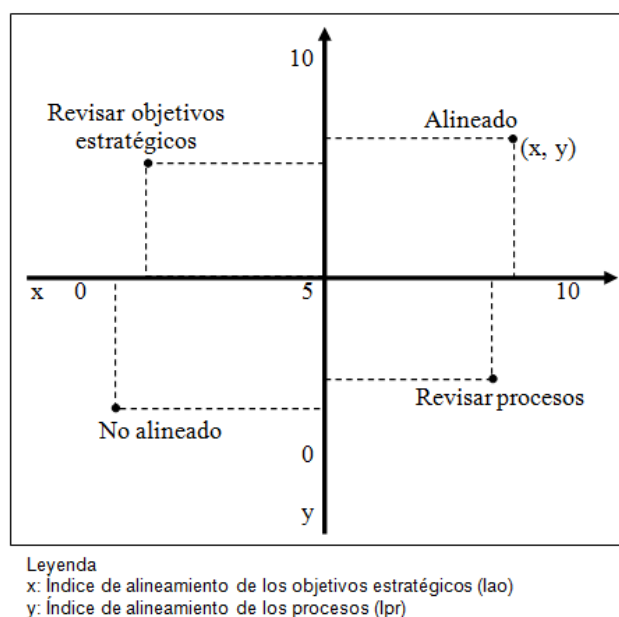 10
Revisar objetivos
estratégicos
Alineado
(x, y)
x 0 5 10
Revisar procesos
No alineado
0
y
Leyenda
x: Índice de alineamiento de los objetivos estratégicos (Iao)
y: Índice de alineamiento de los procesos (Ipr)